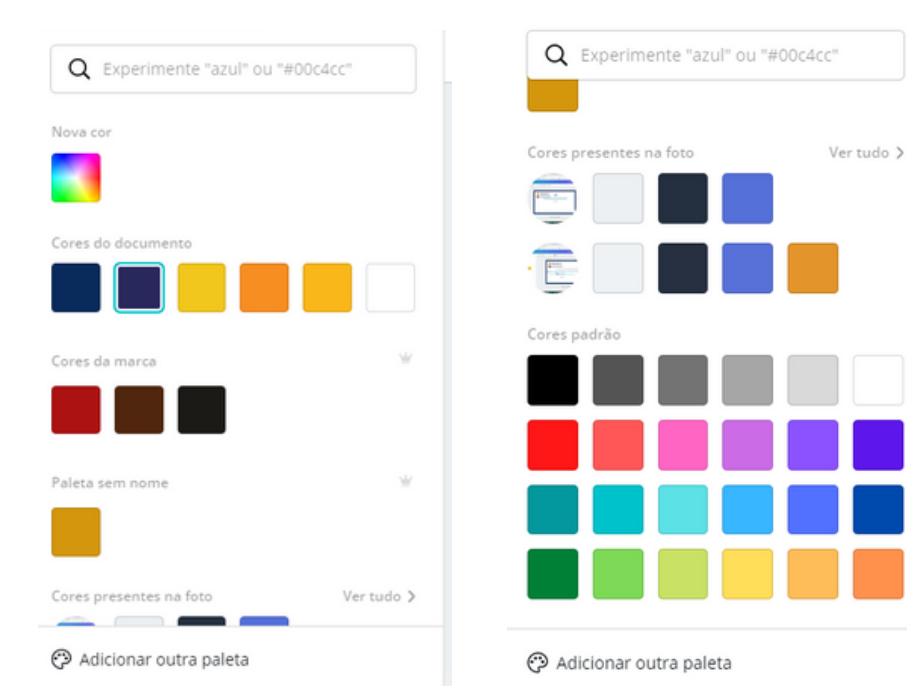 Experimente "azul" ou "#00c4cc"
Nova cor
Cores do documento
Cores da marca
Paleta sem nome
Cores presentes na foto
Ver tudo
Adicionar outra paleta
Experimente "azul" ou "#00c4cc"
Cores presentes na foto
Ver tudo
Cores padrão
Adicionar outra paleta